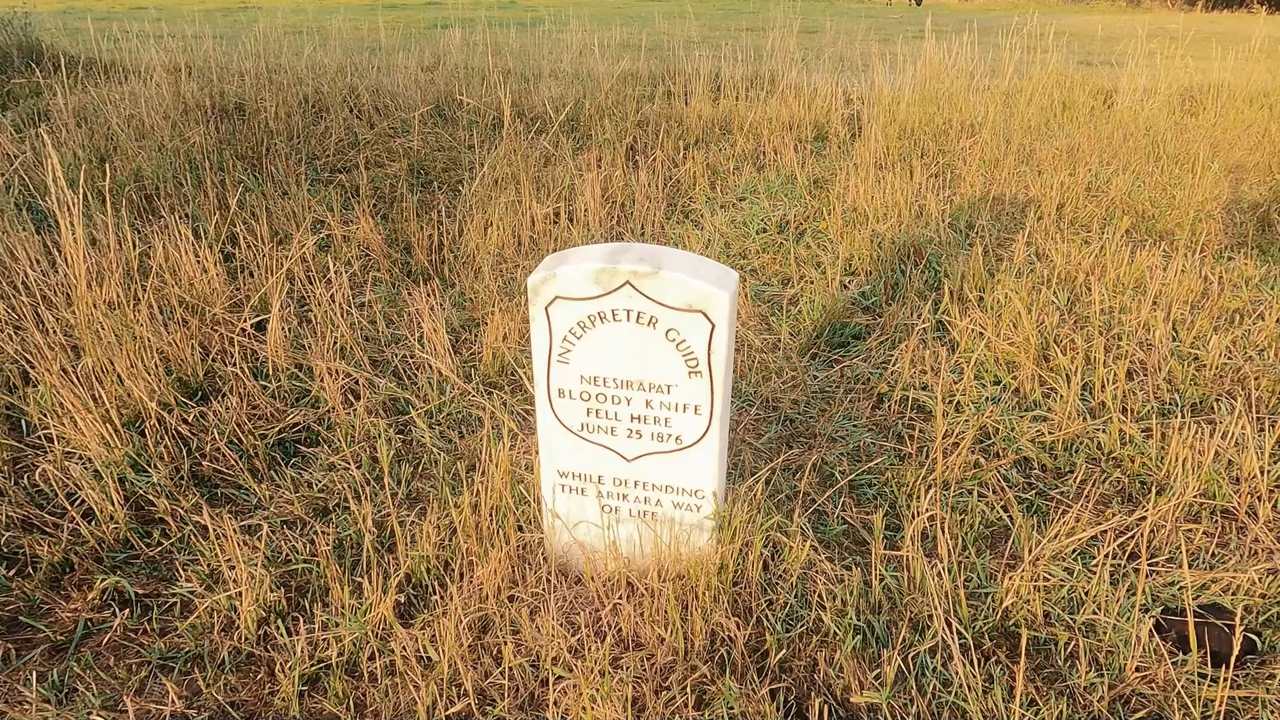 INTERPRETER GUIDE
NEESIRAPAT'
BLOODY KNIFE
FELL HERE
JUNE 25 1876
WHILE DEFENDING
THE ARIKARA WAY
OF LIFE